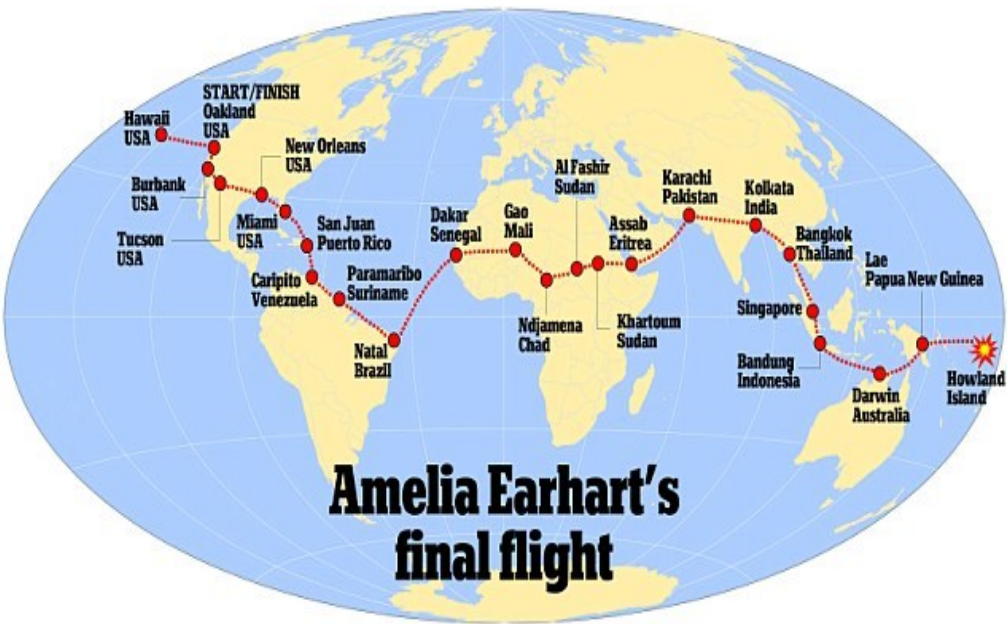 START/FINISH
Oakland
USA
Hawaii
USA
New Orleans
USA
Burbank
USA
Tucson
USA
Miami
USA
San Juan
Puerto Rico
Caripito
Venezuela
Paramaribo
Suriname
Natal
Brazil
Dakar
Senegal
Gao
Mali
Ndjamena
Chad
Al Fashir
Sudan
Khartoum
Sudan
Assab
Eritrea
Karachi
Pakistan
Kolkata
India
Bangkok
Thailand
Singapore
Bandung
Indonesia
Darwin
Australia
Lae
Papua New Guinea
Howland
Island
Amelia Earhart's
final flight